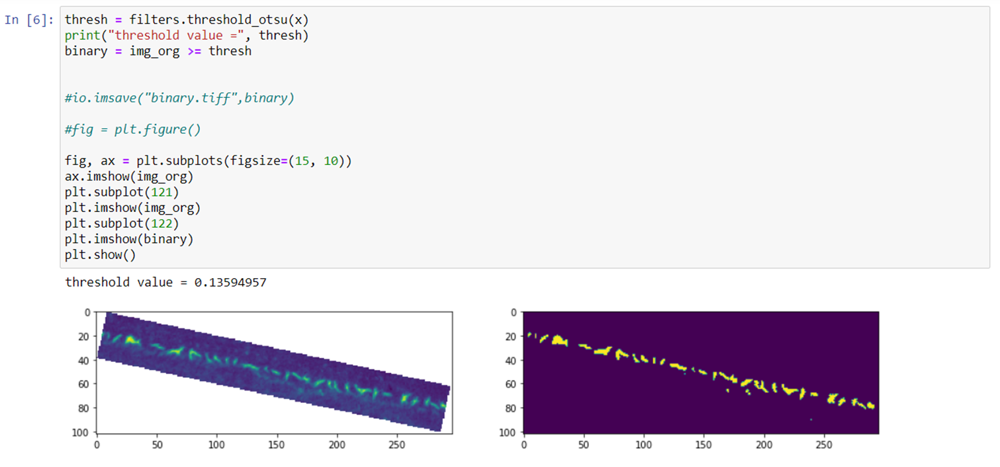 In [6]:
thresh = filters.threshold_otsu(x)
print("threshold value =", thresh)
binary = img_org >= thresh
#io.imsave("binary.tiff",binary)
#fig = plt.figure()
fig, ax = plt.subplots(figsize=(15, 10))
ax.imshow(img_org)
plt.subplot(121)
plt.imshow(img_org)
plt.subplot(122)
plt.imshow(binary)
plt.show()
threshold value = 0.13594957
0
20
40
60
80
100
0 50 100 150 200 250
0
20
40
60
80
100
0 50 100 150 200 250